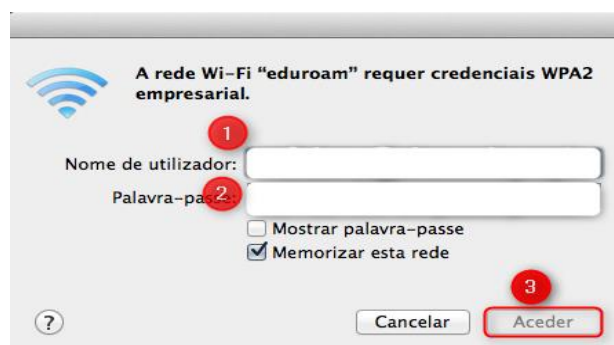 A rede Wi-Fi “eduroam” requer credenciais WPA2
empresarial.
1
Nome de utilizador:
2
Mostrar palavra-passe
Memorizar esta rede
3
?
Cancelar
Aceder